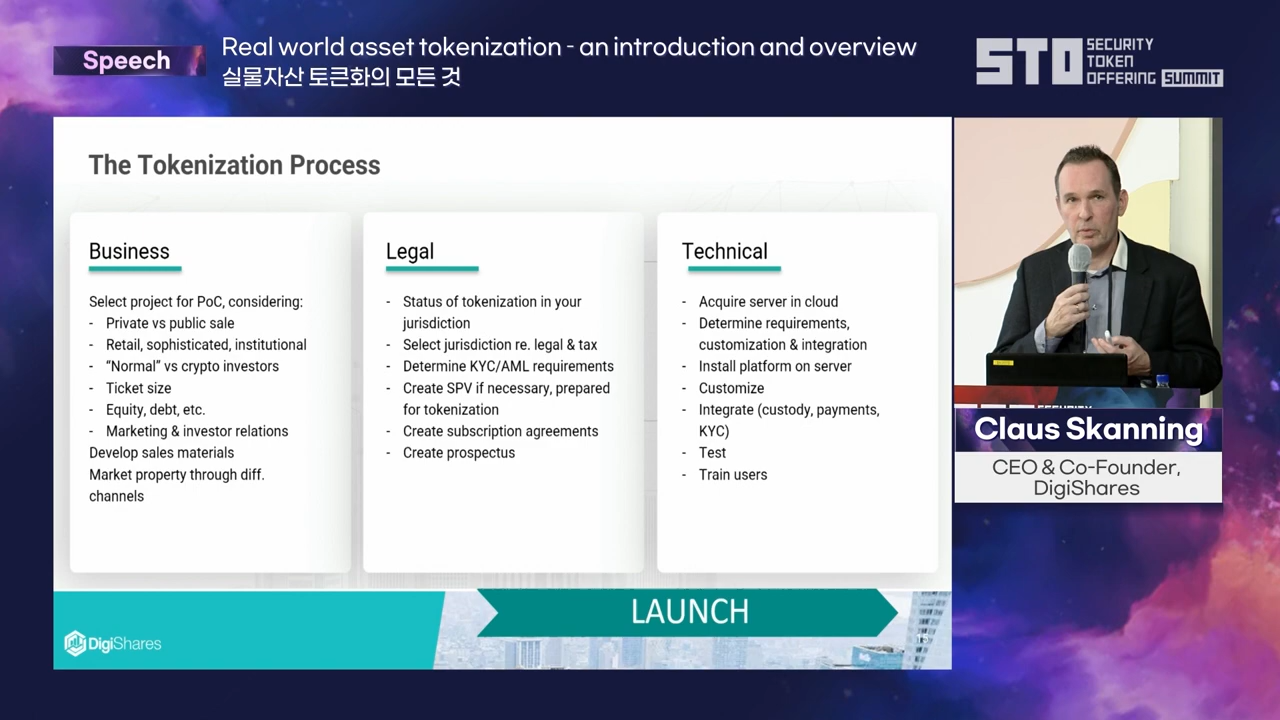 Speech
Real world asset tokenization - an introduction and overview
실물자산 토큰화의 모든 것
STO SECURITY
TOKEN
OFFERING SUMMIT
The Tokenization Process
Business
Select project for PoC, considering:
- Private vs public sale
- Retail, sophisticated, institutional
- “Normal” vs crypto investors
- Ticket size
- Equity, debt, etc.
- Marketing & investor relations
Develop sales materials
Market property through diff.
channels
Legal
- Status of tokenization in your
jurisdiction
- Select jurisdiction re. legal & tax
- Determine KYC/AML requirements
- Create SPV if necessary, prepared
for tokenization
- Create subscription agreements
- Create prospectus
Technical
- Acquire server in cloud
- Determine requirements,
customization & integration
- Install platform on server
- Customize
- Integrate (custody, payments,
KYC)
- Test
- Train users
LAUNCH
DigiShares
Claus Skanning
CEO & Co-Founder,
DigiShares